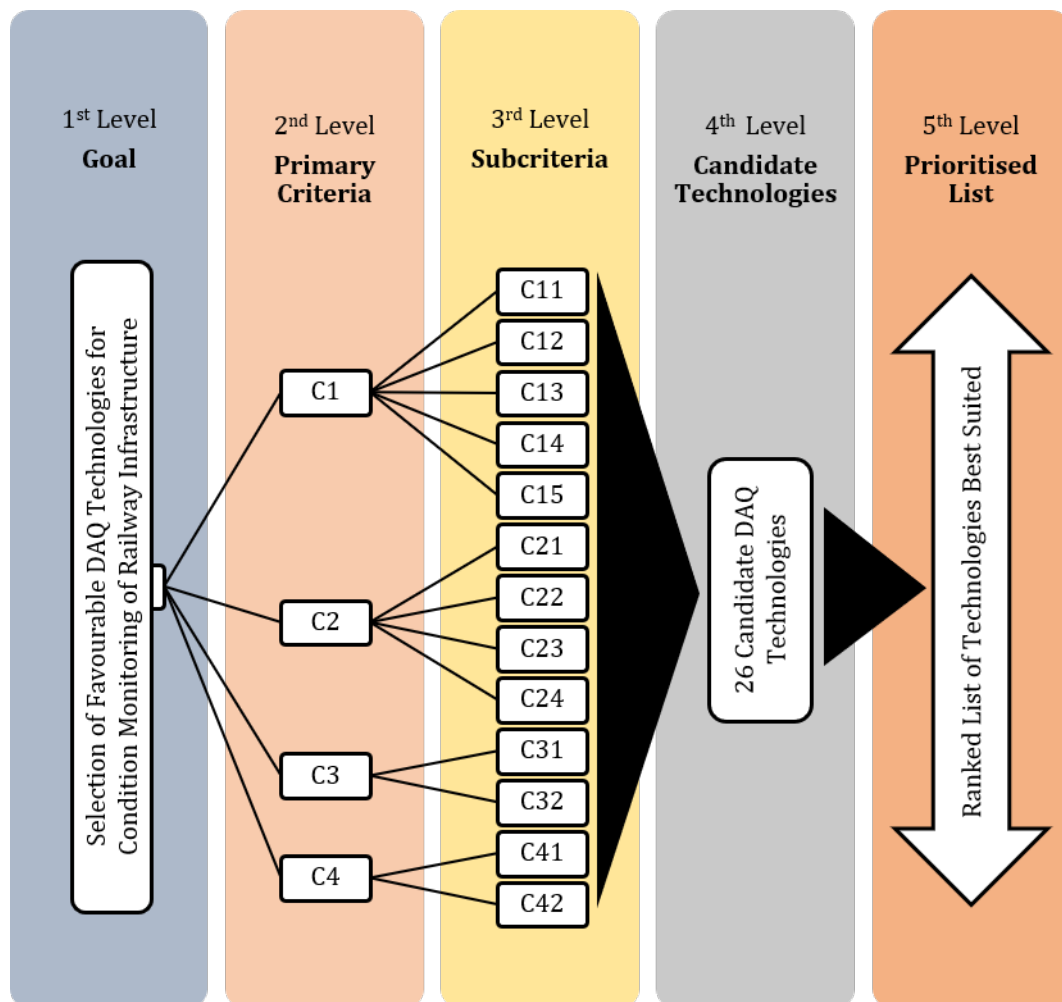 1st Level
Goal
Selection of Favourable DAQ Technologies for
Condition Monitoring of Railway Infrastructure
2nd Level
Primary
Criteria
C1
C2
C3
C4
3rd Level
Subcriteria
C11
C12
C13
C14
C15
C21
C22
C23
C24
C31
C32
C41
C42
4th Level
Candidate
Technologies
26 Candidate DAQ
Technologies
5th Level
Prioritised
List
Ranked List of Technologies Best Suited